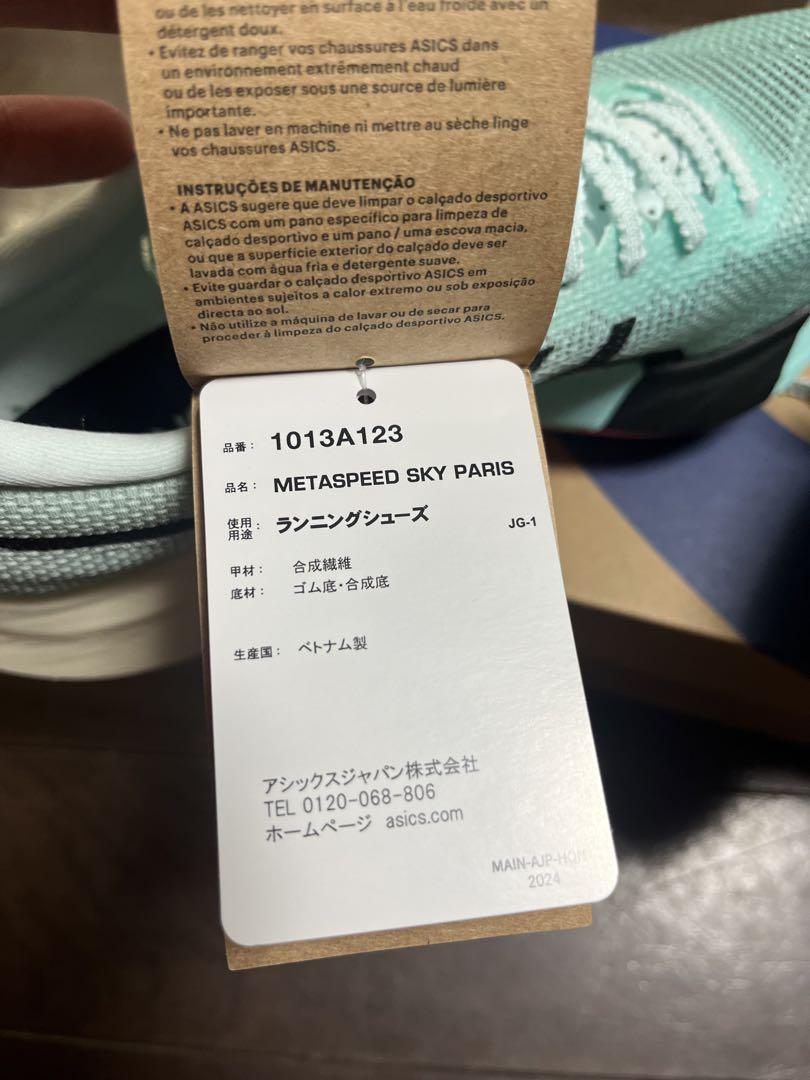 ou de les nettoyer en surface à l'eau froide avec un
détergent doux.
• Évitez de ranger vos chaussures ASICS dans
un environnement extrêmement chaud
ou de les exposer sous une source de lumière
importante.
• Ne pas laver en machine ni mettre au sèche linge
vos chaussures ASICS.
INSTRUÇÕES DE MANUTENÇÃO
• A ASICS sugere que deve limpar o calçado desportivo
ASICS com um pano específico para limpeza de
calçado desportivo e um pano / uma escova macia,
ou que a superfície exterior do calçado deve ser
lavada com água fria e detergente suave.
• Evite guardar o calçado desportivo ASICS em
ambientes sujeitos a calor extremo ou sob exposição
directa ao sol.
• Não utilize a máquina de lavar ou de secar para
proceder à limpeza do calçado desportivo ASICS.
品番： 1013A123
品名： METASPEED SKY PARIS
使用用途： ランニングシューズ
JG-1
甲材： 合成繊維
底材： ゴム底・合成底
生産国： ベトナム製
アシックスジャパン株式会社
TEL 0120-068-806
ホームページ asics.com
MAIN-AJP-HQN
2024